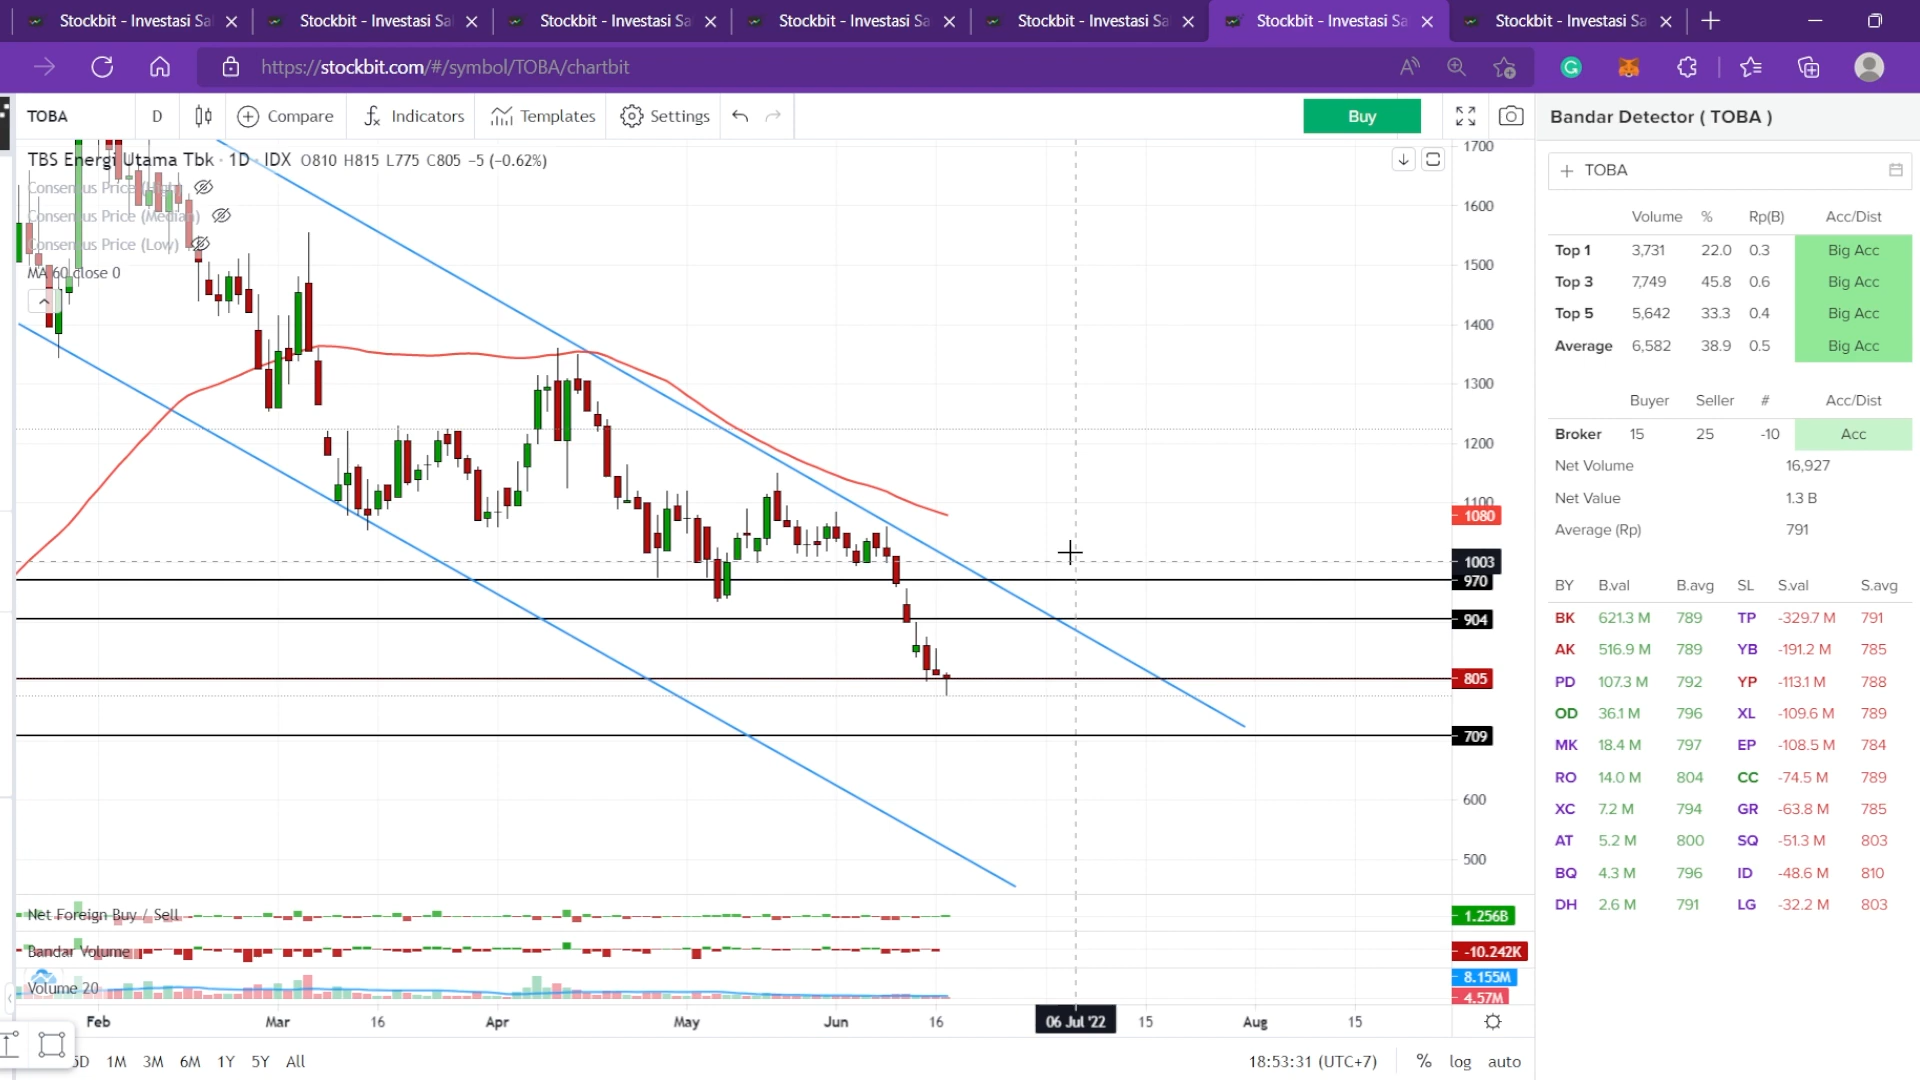 Stockbit - Investasi Sa
Stockbit - Investasi Sa
Stockbit - Investasi Sa
Stockbit - Investasi Sa
Stockbit - Investasi Sa
Stockbit - Investasi Sa
Stockbit - Investasi Sa
https://stockbit.com/#/symbol/TOBA/chartbit
TOBA D Compare Indicators Templates Settings Buy
TBS Energi Utama Tbk · 1D · IDX O810 H815 L775 C805 −5 (−0.62%)
Consensus Price (High)
Consensus Price (Median)
Consensus Price (Low)
MA 60 close 0
1700
1600
1500
1400
1300
1200
1100
1080
1003
970
904
805
709
600
500
Net Foreign Buy / Sell
1.256B
Bandar Volume
-10.242K
Volume 20
8.155M
4.57M
Feb Mar 16 Apr May Jun 16 06 Jul '22 15 Aug 15
5D 1M 3M 6M 1Y 5Y All
18:53:31 (UTC+7) % log auto
Bandar Detector ( TOBA )
TOBA
Volume % Rp(B) Acc/Dist
Top 1 3,731 22.0 0.3 Big Acc
Top 3 7,749 45.8 0.6 Big Acc
Top 5 5,642 33.3 0.4 Big Acc
Average 6,582 38.9 0.5 Big Acc
Buyer Seller # Acc/Dist
Broker 15 25 -10 Acc
Net Volume 16,927
Net Value 1.3 B
Average (Rp) 791
BY B.val B.avg SL S.val S.avg
BK 621.3 M 789 TP -329.7 M 791
AK 516.9 M 789 YB -191.2 M 785
PD 107.3 M 792 YP -113.1 M 788
OD 36.1 M 796 XL -109.6 M 789
MK 18.4 M 797 EP -108.5 M 784
RO 14.0 M 804 CC -74.5 M 789
XC 7.2 M 794 GR -63.8 M 785
AT 5.2 M 800 SQ -51.3 M 803
BQ 4.3 M 796 ID -48.6 M 810
DH 2.6 M 791 LG -32.2 M 803